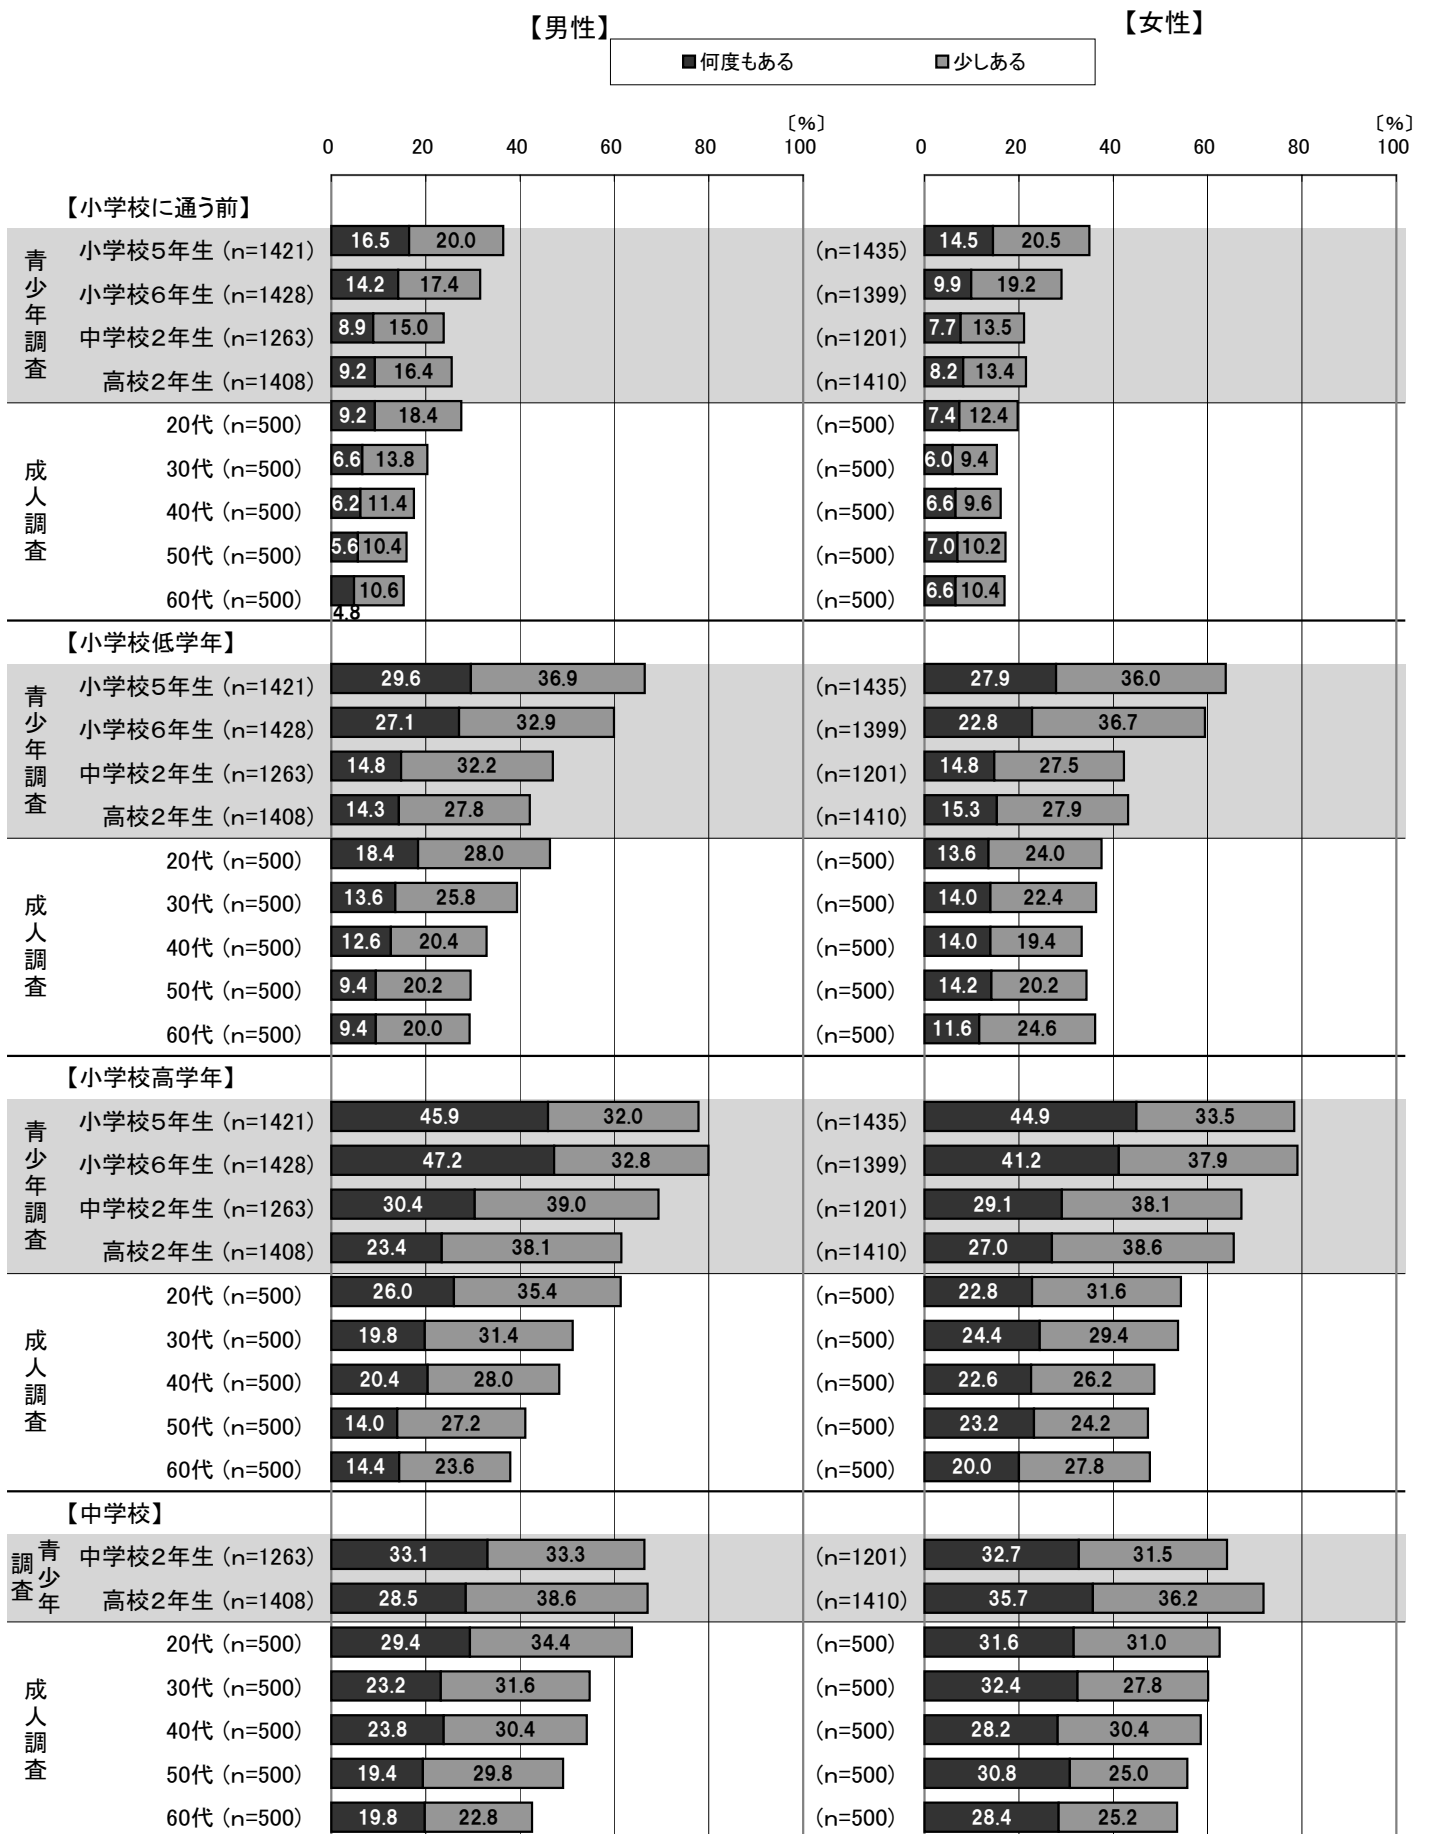 【男性】 【女性】
■何度もある ■少しある
〔%〕 〔%〕
0 20 40 60 80 100 0 20 40 60 80 100
【小学校に通う前】
青少年調査
小学校5年生 (n=1421) 16.5 20.0 (n=1435) 14.5 20.5
小学校6年生 (n=1428) 14.2 17.4 (n=1399) 9.9 19.2
中学校2年生 (n=1263) 8.9 15.0 (n=1201) 7.7 13.5
高校2年生 (n=1408) 9.2 16.4 (n=1410) 8.2 13.4
成人調査
20代 (n=500) 9.2 18.4 (n=500) 7.4 12.4
30代 (n=500) 6.6 13.8 (n=500) 6.0 9.4
40代 (n=500) 6.2 11.4 (n=500) 6.6 9.6
50代 (n=500) 5.6 10.4 (n=500) 7.0 10.2
60代 (n=500) 4.8 10.6 (n=500) 6.6 10.4
【小学校低学年】
青少年調査
小学校5年生 (n=1421) 29.6 36.9 (n=1435) 27.9 36.0
小学校6年生 (n=1428) 27.1 32.9 (n=1399) 22.8 36.7
中学校2年生 (n=1263) 14.8 32.2 (n=1201) 14.8 27.5
高校2年生 (n=1408) 14.3 27.8 (n=1410) 15.3 27.9
成人調査
20代 (n=500) 18.4 28.0 (n=500) 13.6 24.0
30代 (n=500) 13.6 25.8 (n=500) 14.0 22.4
40代 (n=500) 12.6 20.4 (n=500) 14.0 19.4
50代 (n=500) 9.4 20.2 (n=500) 14.2 20.2
60代 (n=500) 9.4 20.0 (n=500) 11.6 24.6
【小学校高学年】
青少年調査
小学校5年生 (n=1421) 45.9 32.0 (n=1435) 44.9 33.5
小学校6年生 (n=1428) 47.2 32.8 (n=1399) 41.2 37.9
中学校2年生 (n=1263) 30.4 39.0 (n=1201) 29.1 38.1
高校2年生 (n=1408) 23.4 38.1 (n=1410) 27.0 38.6
成人調査
20代 (n=500) 26.0 35.4 (n=500) 22.8 31.6
30代 (n=500) 19.8 31.4 (n=500) 24.4 29.4
40代 (n=500) 20.4 28.0 (n=500) 22.6 26.2
50代 (n=500) 14.0 27.2 (n=500) 23.2 24.2
60代 (n=500) 14.4 23.6 (n=500) 20.0 27.8
【中学校】
青少年調査
中学校2年生 (n=1263) 33.1 33.3 (n=1201) 32.7 31.5
高校2年生 (n=1408) 28.5 38.6 (n=1410) 35.7 36.2
成人調査
20代 (n=500) 29.4 34.4 (n=500) 31.6 31.0
30代 (n=500) 23.2 31.6 (n=500) 32.4 27.8
40代 (n=500) 23.8 30.4 (n=500) 28.2 30.4
50代 (n=500) 19.4 29.8 (n=500) 30.8 25.0
60代 (n=500) 19.8 22.8 (n=500) 28.4 25.2